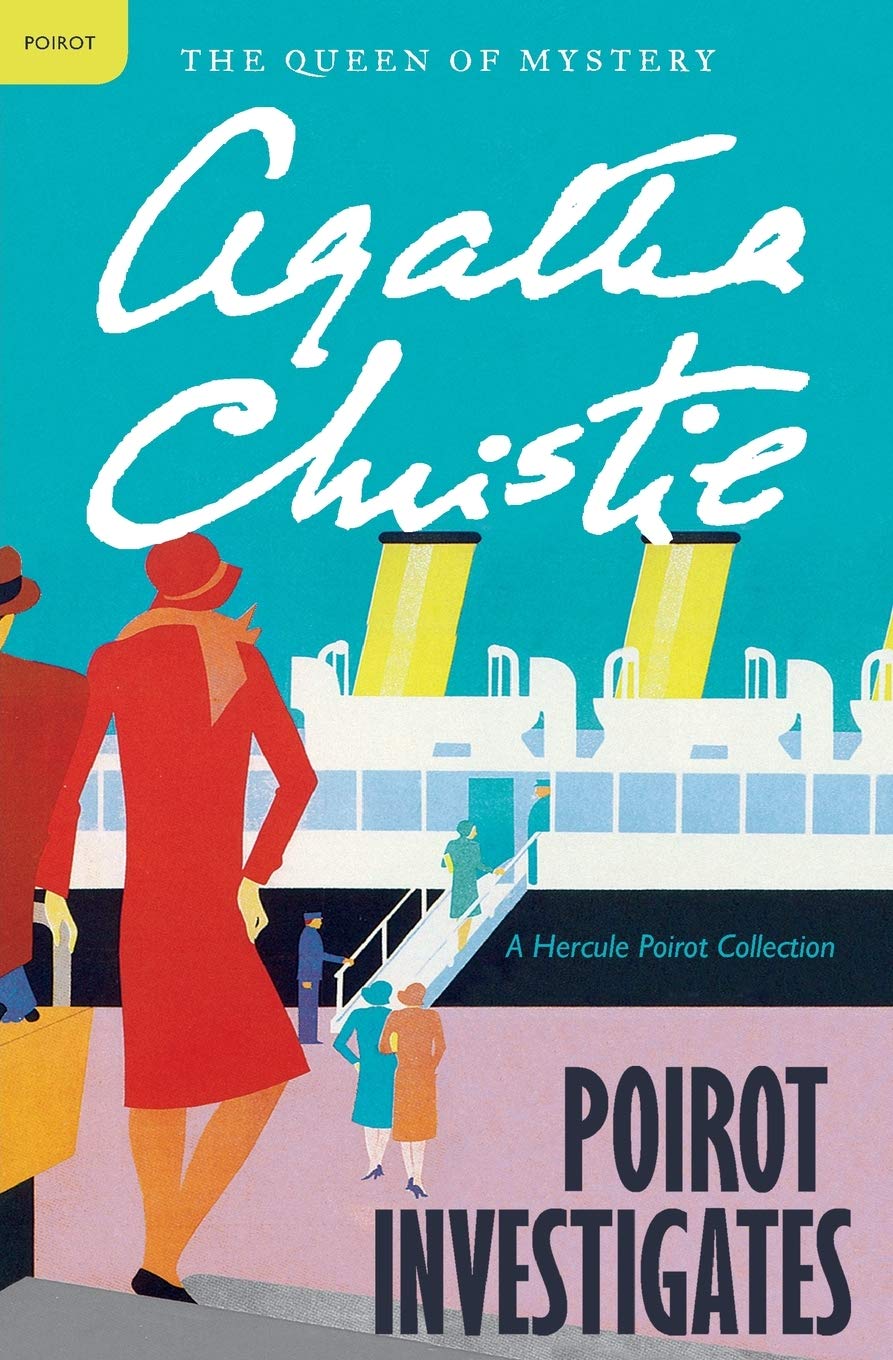 POIROT
THE QUEEN OF MYSTERY
Agatha
Christie
A Hercule Poirot Collection
POIROT
INVESTIGATES